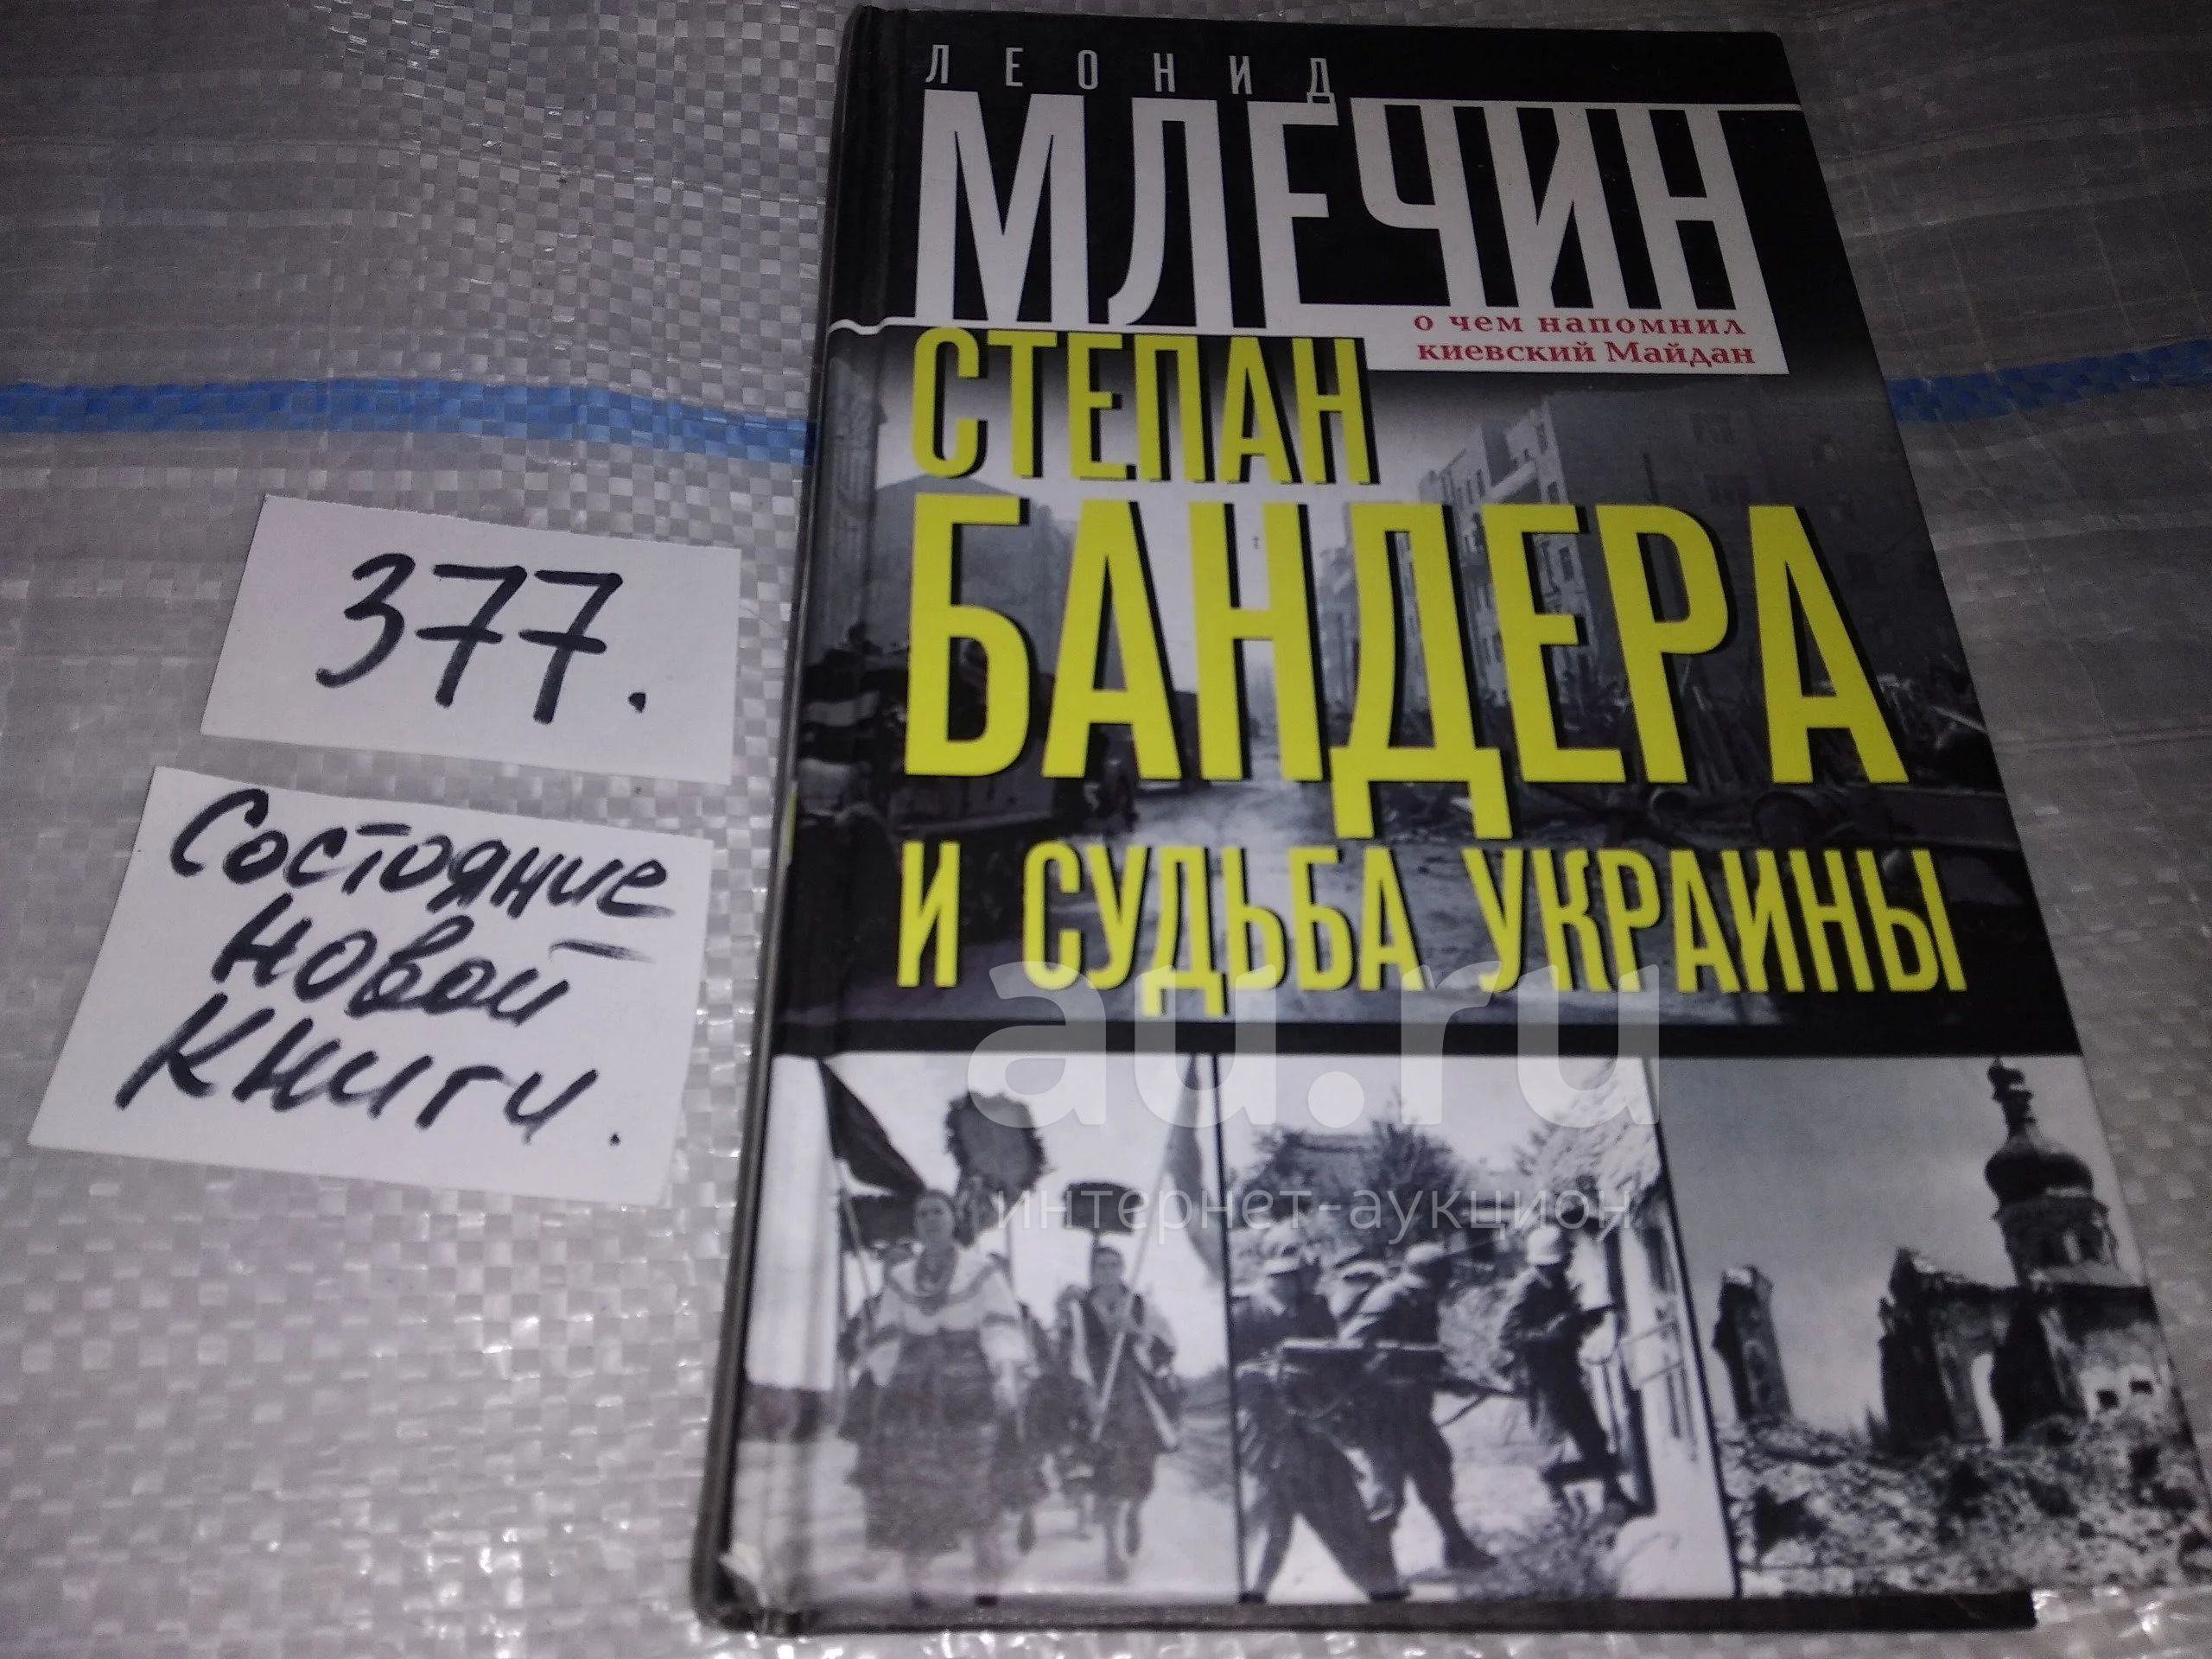 ЛЕОНИД
МЛЕЧИН
о чем напомнил
киевский Майдан
СТЕПАН
БАНДЕРА
И СУДЬБА УКРАИНЫ
377.
Состояние
новой
книги.
au.ru
интернет-аукцион